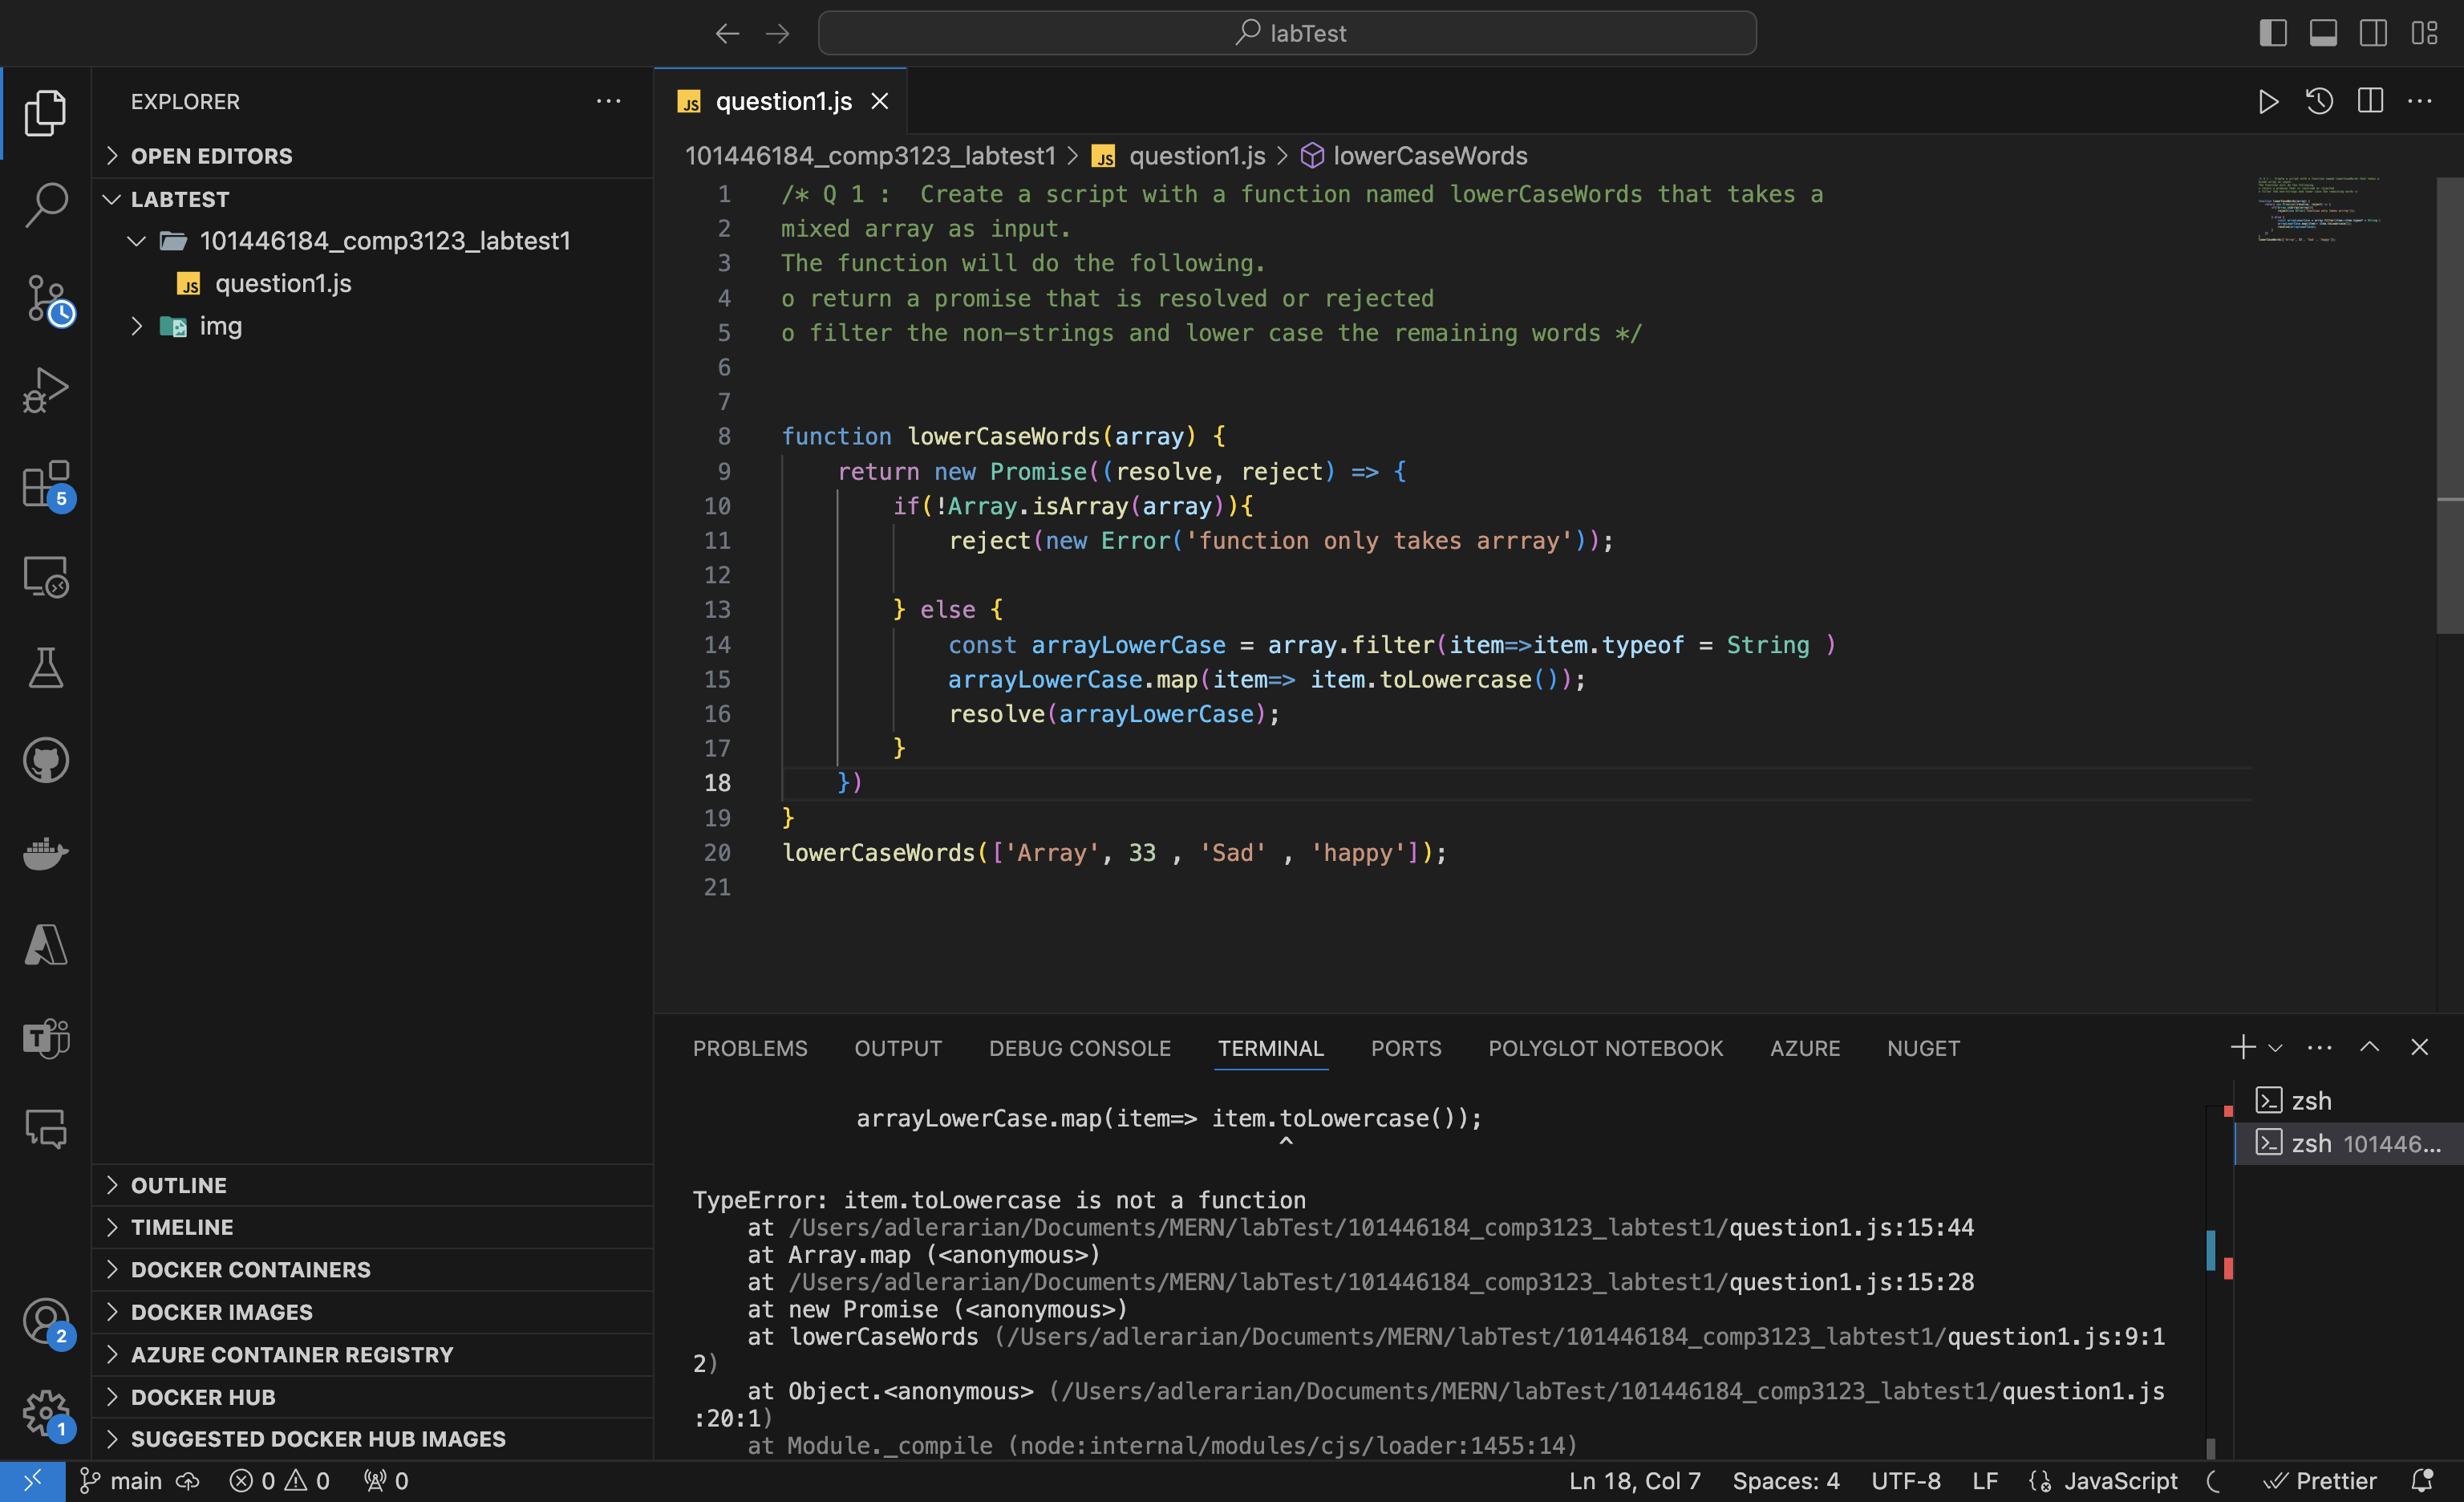 labTest
EXPLORER
OPEN EDITORS
LABTEST
101446184_comp3123_labtest1
JS question1.js
img
OUTLINE
TIMELINE
DOCKER CONTAINERS
DOCKER IMAGES
AZURE CONTAINER REGISTRY
DOCKER HUB
SUGGESTED DOCKER HUB IMAGES
5
2
1
JS question1.js
101446184_comp3123_labtest1 > JS question1.js > lowerCaseWords
1 /* Q 1 :  Create a script with a function named lowerCaseWords that takes a
2 mixed array as input.
3 The function will do the following.
4 o return a promise that is resolved or rejected
5 o filter the non-strings and lower case the remaining words */
6
7
8 function lowerCaseWords(array) {
9     return new Promise((resolve, reject) => {
10         if(!Array.isArray(array)){
11             reject(new Error('function only takes arrray'));
12
13         } else {
14             const arrayLowerCase = array.filter(item=>item.typeof = String )
15             arrayLowerCase.map(item=> item.toLowercase());
16             resolve(arrayLowerCase);
17         }
18     })
19 }
20 lowerCaseWords(['Array', 33 , 'Sad' , 'happy']);
21
PROBLEMS OUTPUT DEBUG CONSOLE TERMINAL PORTS POLYGLOT NOTEBOOK AZURE NUGET
arrayLowerCase.map(item=> item.toLowercase());
^
TypeError: item.toLowercase is not a function
    at /Users/adlerarian/Documents/MERN/labTest/101446184_comp3123_labtest1/question1.js:15:44
    at Array.map (<anonymous>)
    at /Users/adlerarian/Documents/MERN/labTest/101446184_comp3123_labtest1/question1.js:15:28
    at new Promise (<anonymous>)
    at lowerCaseWords (/Users/adlerarian/Documents/MERN/labTest/101446184_comp3123_labtest1/question1.js:9:1
2)
    at Object.<anonymous> (/Users/adlerarian/Documents/MERN/labTest/101446184_comp3123_labtest1/question1.js
:20:1)
    at Module._compile (node:internal/modules/cjs/loader:1455:14)
zsh
zsh 101446...
main 0 0 0
Ln 18, Col 7 Spaces: 4 UTF-8 LF JavaScript Prettier